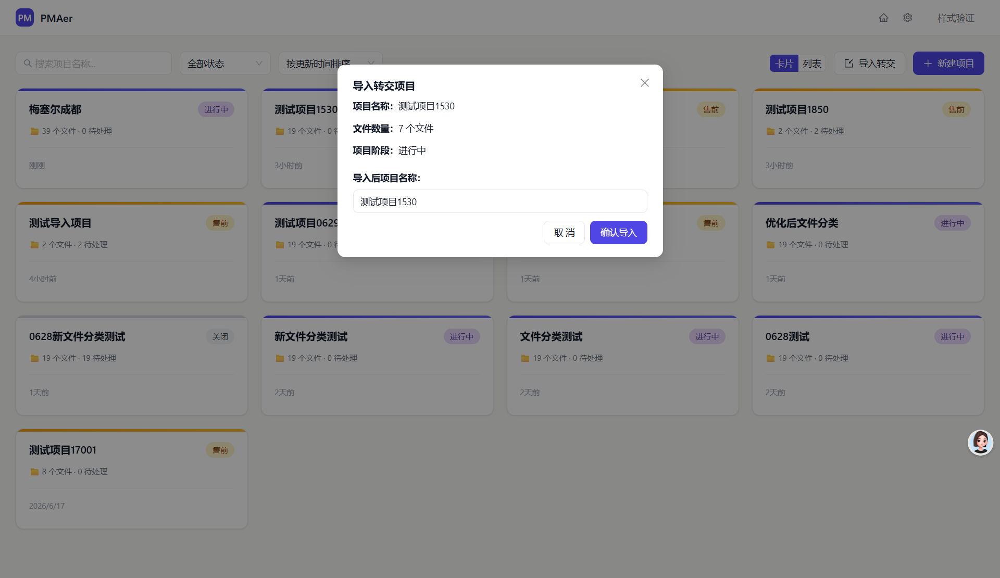 PM PMAer
样式验证
搜索项目名称...
全部状态
按更新时间排序
卡片 列表
导入转交
新建项目
导入转交项目
项目名称: 测试项目1530
文件数量: 7 个文件
项目阶段: 进行中
导入后项目名称:
测试项目1530
取 消
确认导入
梅塞尔成都
进行中
39 个文件 · 0 待处理
刚刚
测试项目1530
19 个文件 · 0
3小时前
售前
测试项目1850
售前
2 个文件 · 2 待处理
3小时前
测试导入项目
售前
2 个文件 · 2 待处理
4小时前
测试项目0629
19 个文件 · 0
1天前
售前
1天前
优化后文件分类
进行中
19 个文件 · 0 待处理
1天前
0628新文件分类测试
关闭
19 个文件 · 19 待处理
1天前
新文件分类测试
进行中
19 个文件 · 0 待处理
2天前
文件分类测试
进行中
19 个文件 · 0 待处理
2天前
0628测试
进行中
19 个文件 · 0 待处理
2天前
测试项目17001
售前
8 个文件 · 0 待处理
2026/6/17